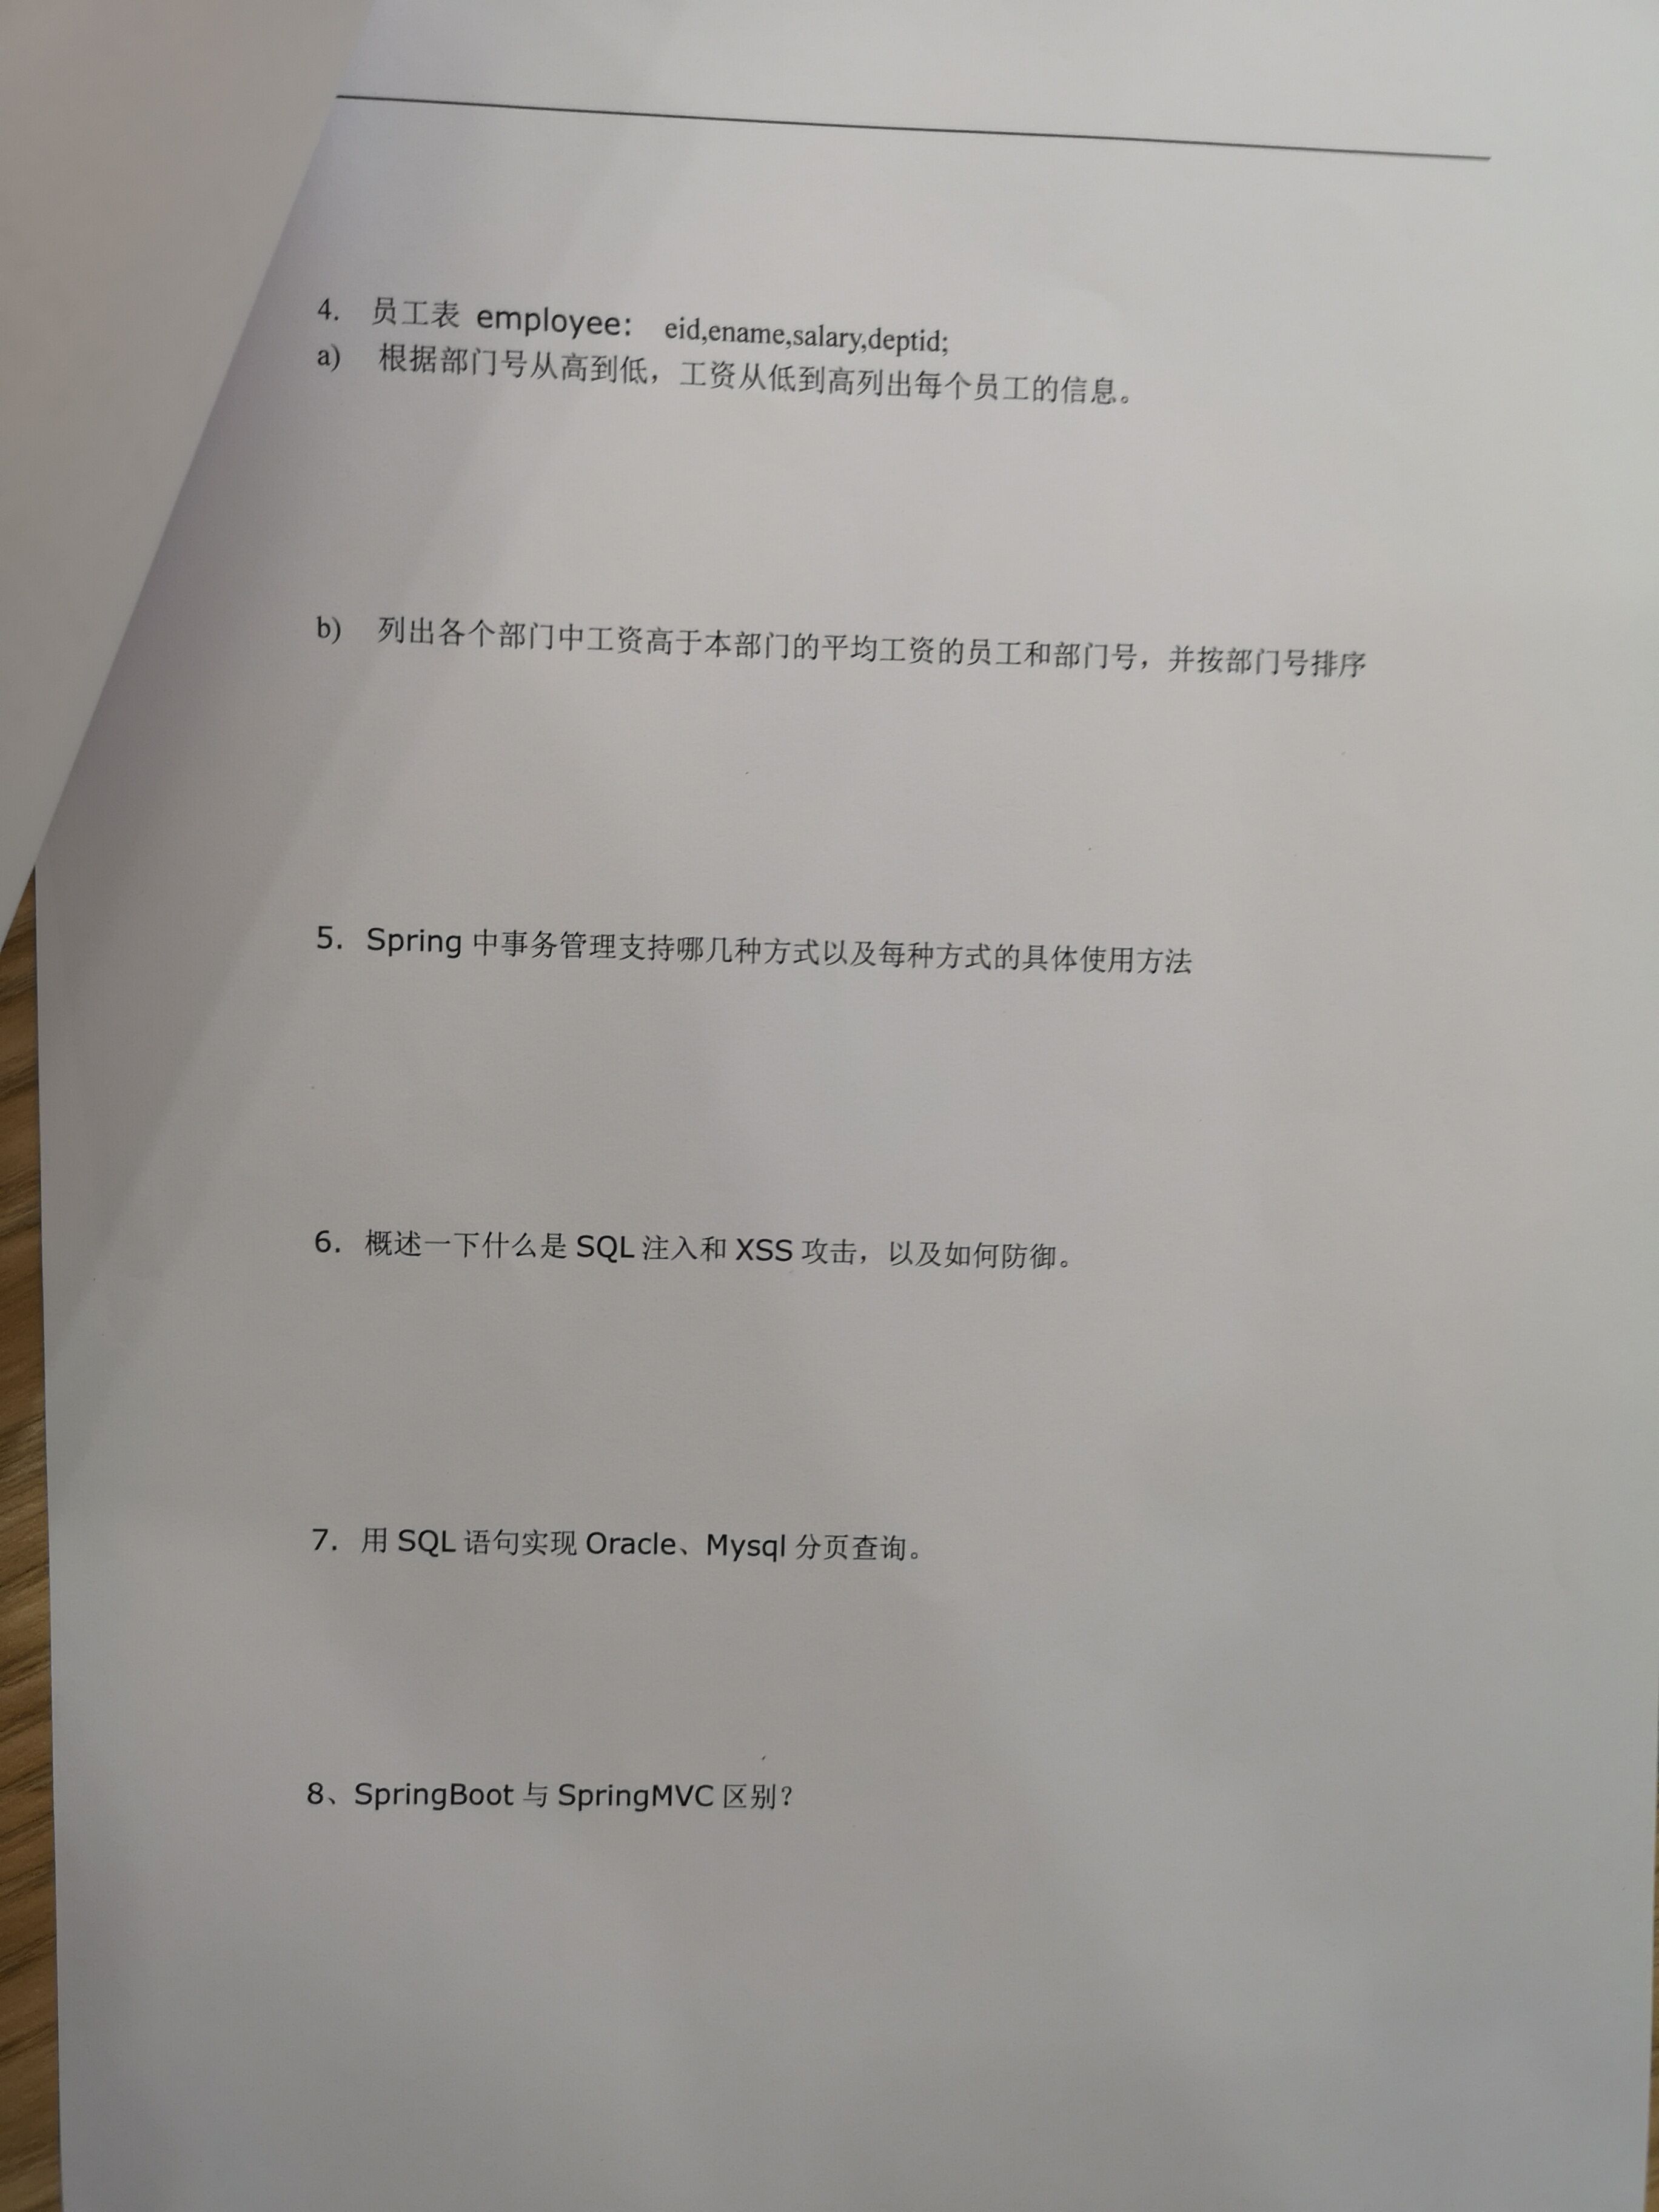 4. 员工表 employee： eid,ename,salary,deptid;
a) 根据部门号从高到低，工资从低到高列出每个员工的信息。
b) 列出各个部门中工资高于本部门的平均工资的员工和部门号，并按部门号排序
5. Spring 中事务管理支持哪几种方式以及每种方式的具体使用方法
6. 概述一下什么是 SQL 注入和 XSS 攻击，以及如何防御。
7. 用 SQL 语句实现 Oracle、Mysql 分页查询。
8、SpringBoot 与 SpringMVC 区别？